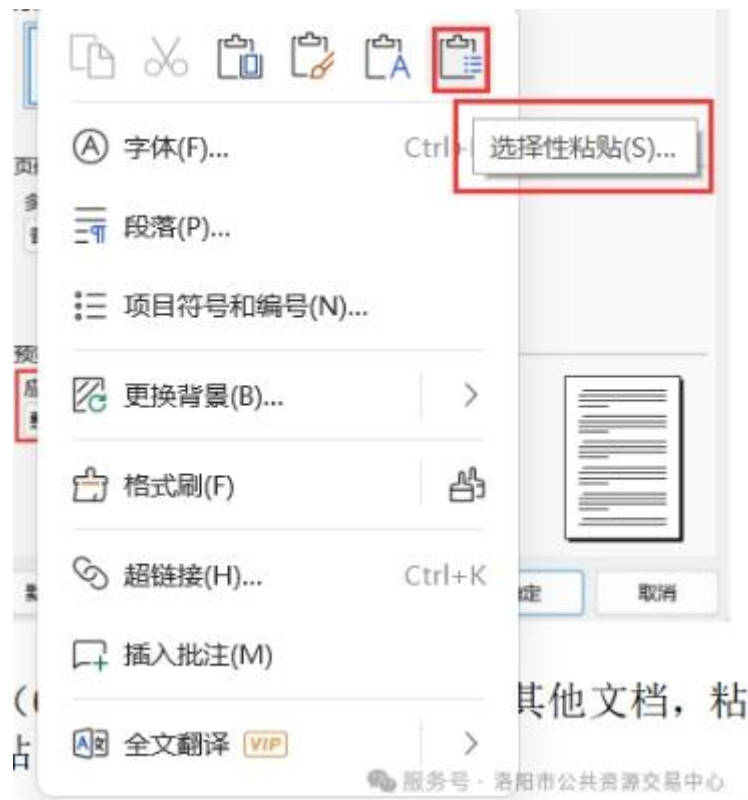 字体(F)...
选择性粘贴(S)...
段落(P)...
项目符号和编号(N)...
更换背景(B)...
格式刷(F)
超链接(H)... Ctrl+K
取消
插入批注(M)
其他文档，粘
全文翻译 VIP
服务号·洛阳市公共资源交易中心